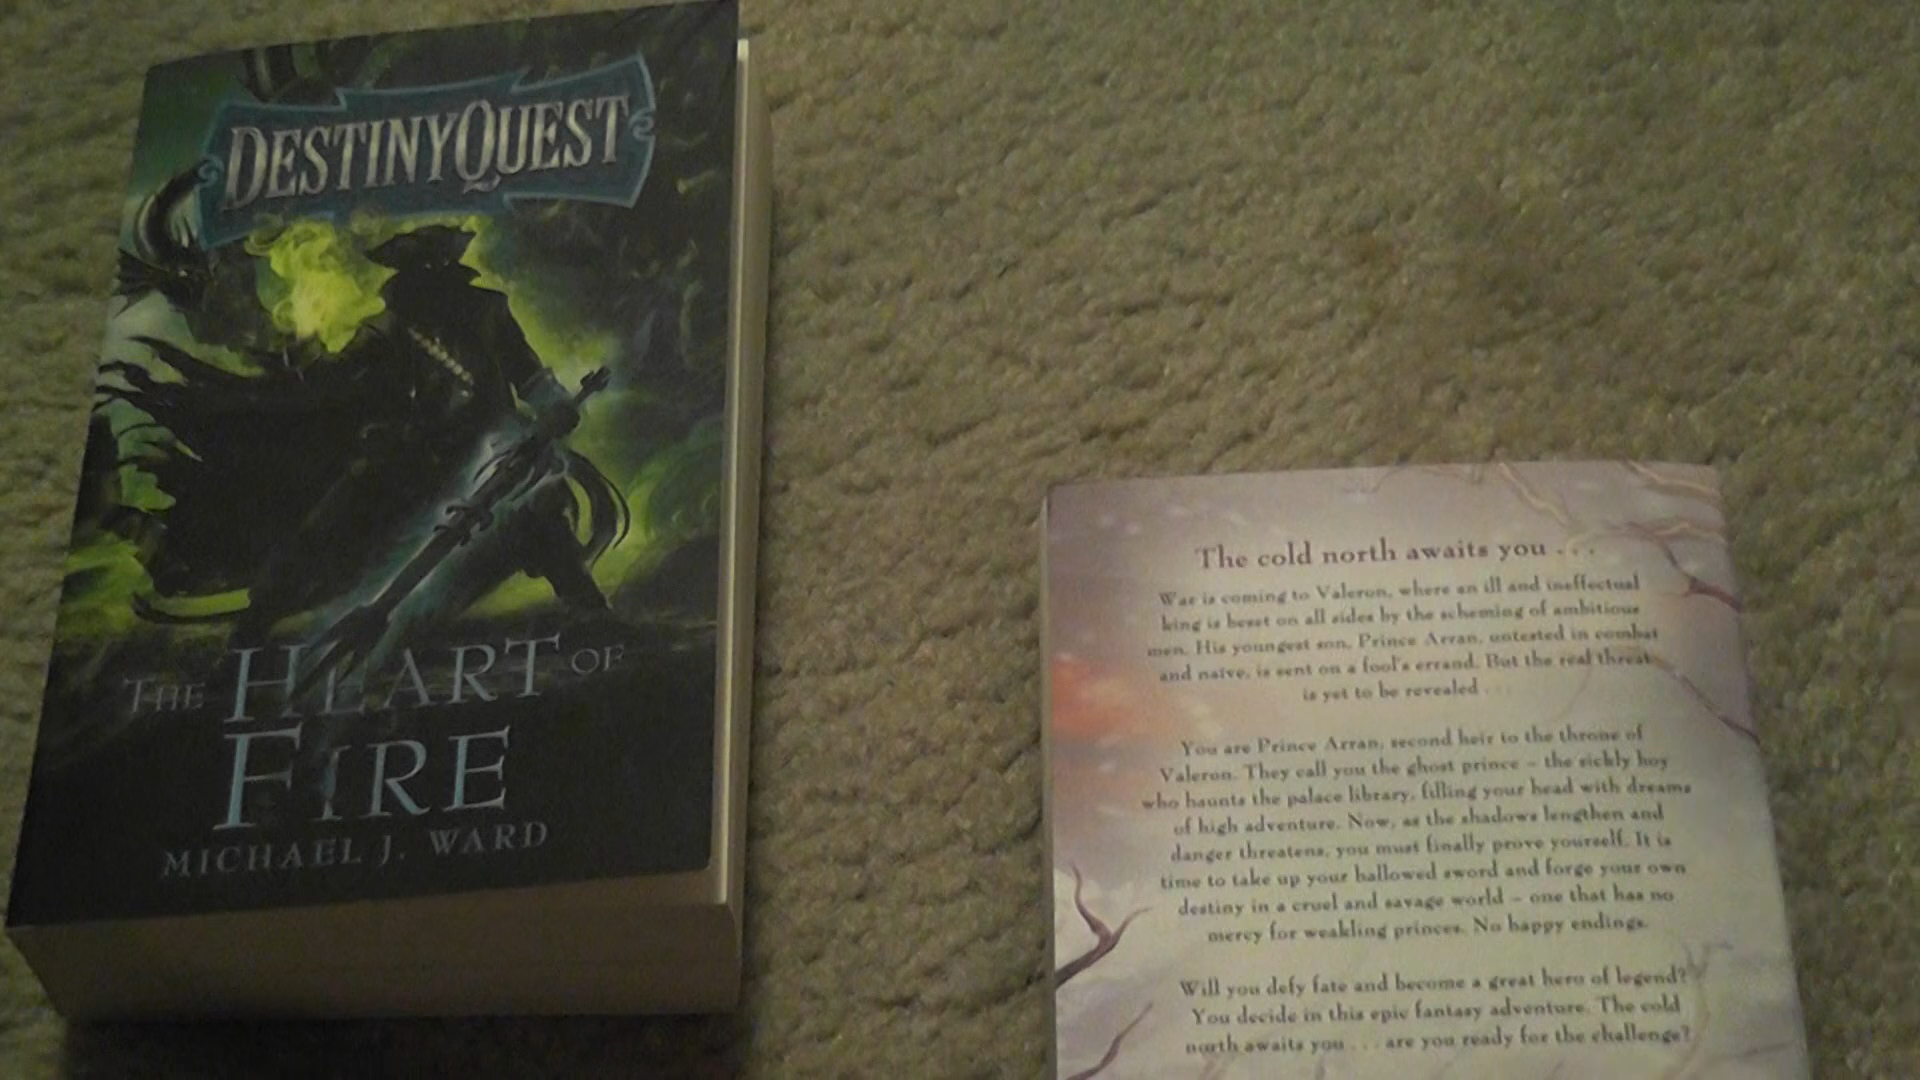 DESTINYQUEST
THE HEART OF
FIRE
MICHAEL J. WARD
The cold north awaits you . . .
War is coming to Valeron, where an ill and ineffectual
king is beset on all sides by the scheming of ambitious
men. His youngest son, Prince Arran, untested in combat
and naïve, is sent on a fool's errand. But the real threat
is yet to be revealed . . .
You are Prince Arran, second heir to the throne of
Valeron. They call you the ghost prince – the sickly boy
who haunts the palace library, filling your head with dreams
of high adventure. Now, as the shadows lengthen and
danger threatens, you must finally prove yourself. It is
time to take up your hallowed sword and forge your own
destiny in a cruel and savage world – one that has no
mercy for weakling princes. No happy endings.
Will you defy fate and become a great hero of legend?
You decide in this epic fantasy adventure. The cold
north awaits you . . . are you ready for the challenge?